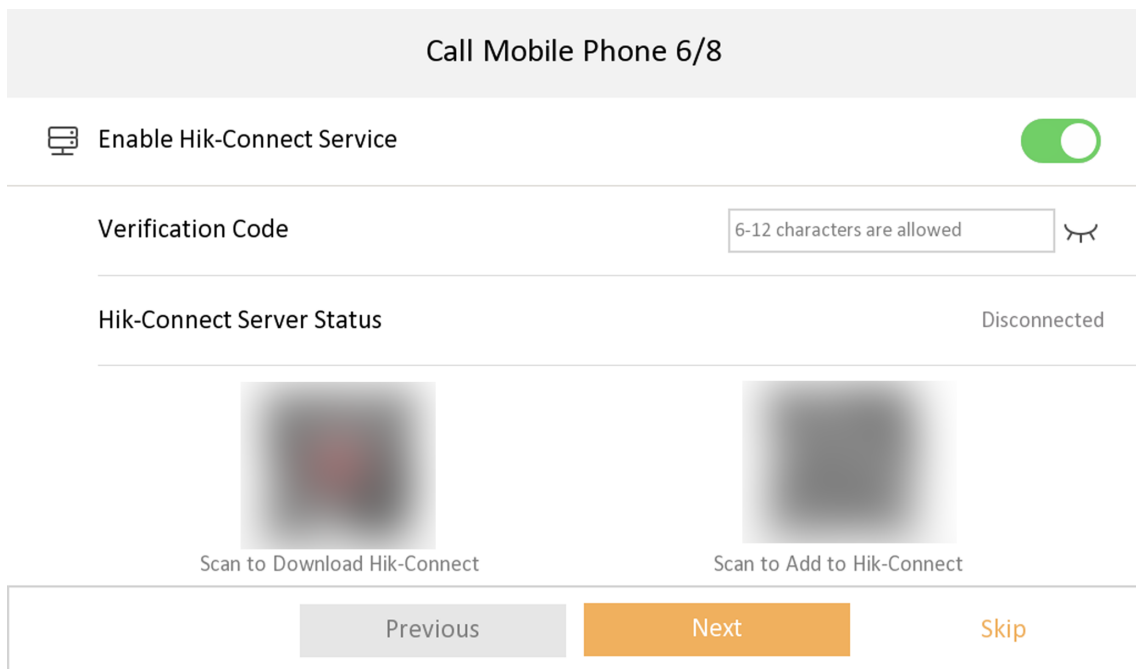 Call Mobile Phone 6/8
Enable Hik-Connect Service
Verification Code
6-12 characters are allowed
Hik-Connect Server Status
Disconnected
Scan to Download Hik-Connect
Scan to Add to Hik-Connect
Previous
Next
Skip